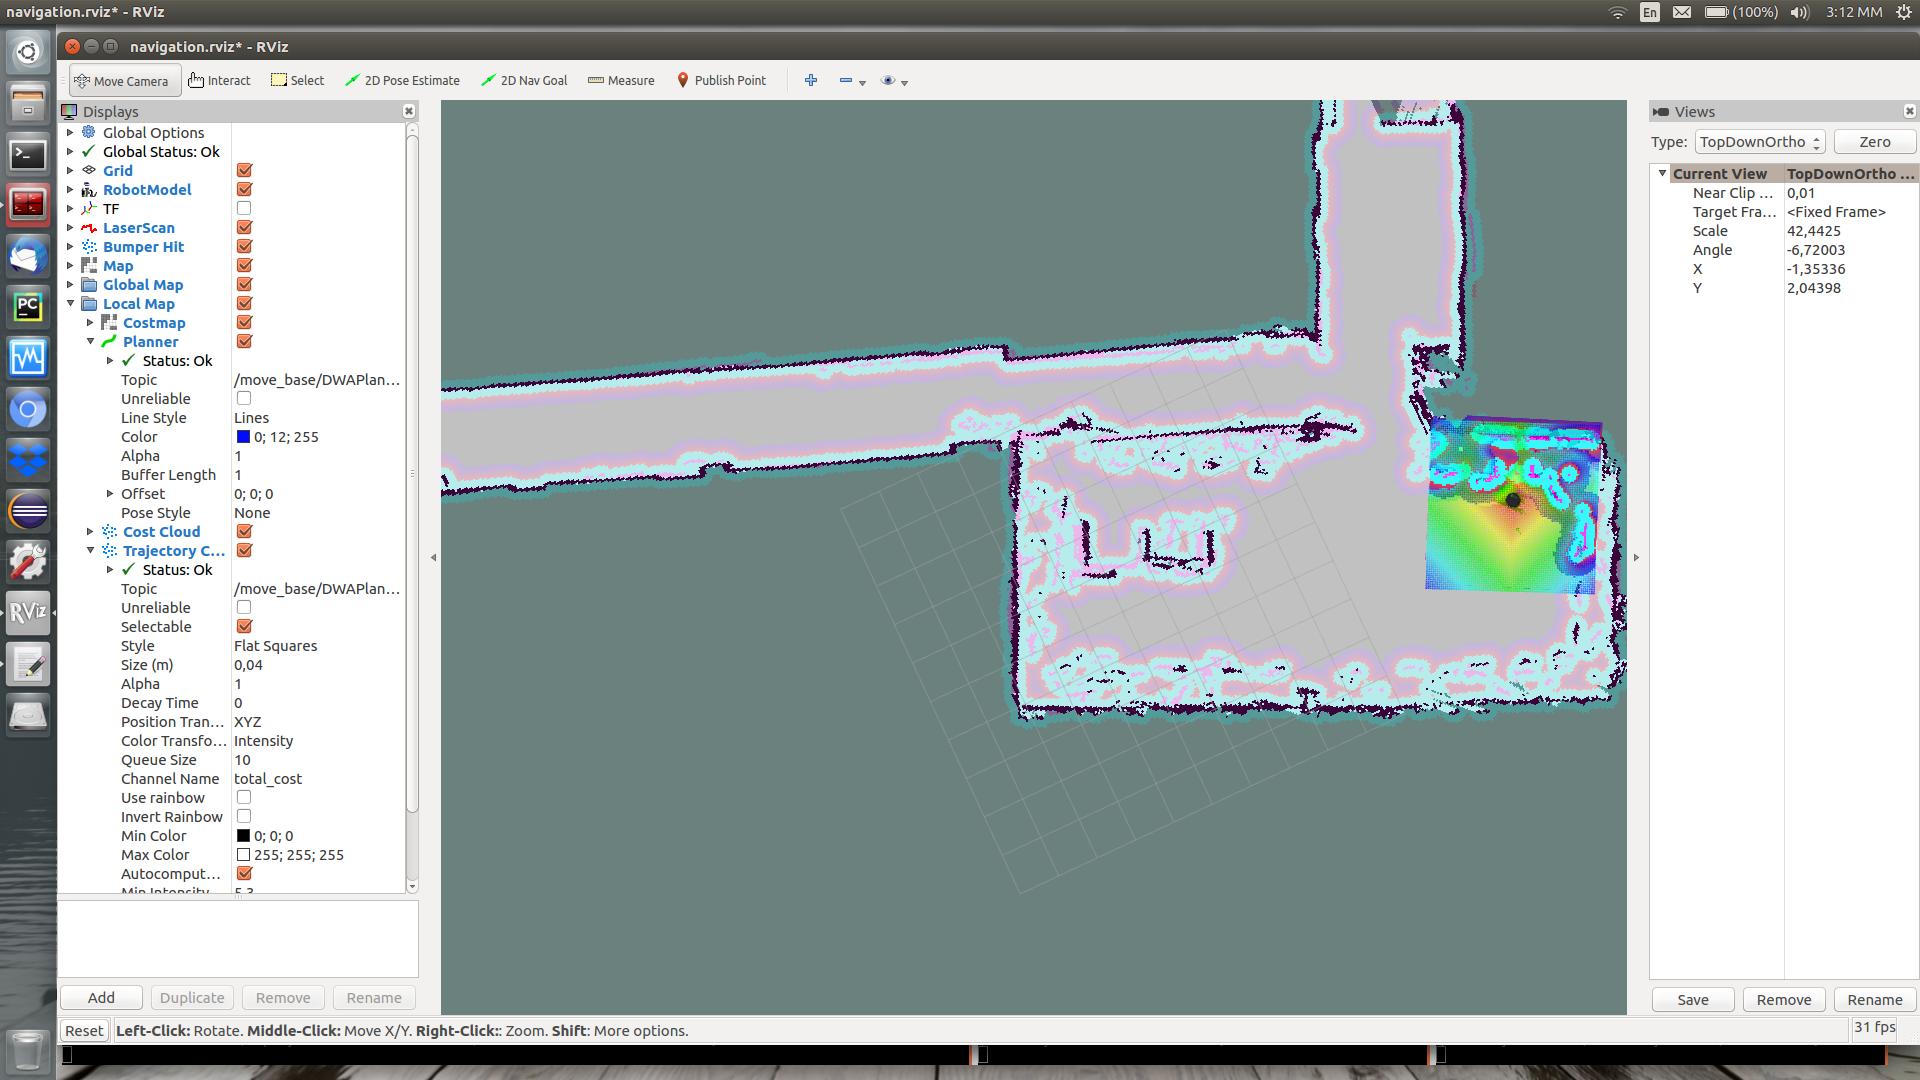 navigation.rviz* - RViz
En
(100%)
3:12 MM
navigation.rviz* - RViz
Move Camera
Interact
Select
2D Pose Estimate
2D Nav Goal
Measure
Publish Point
Displays
Global Options
Global Status: Ok
Grid
RobotModel
TF
LaserScan
Bumper Hit
Map
Global Map
Local Map
Costmap
Planner
Status: Ok
Topic /move_base/DWAPlan...
Unreliable
Line Style Lines
Color 0; 12; 255
Alpha 1
Buffer Length 1
Offset 0; 0; 0
Pose Style None
Cost Cloud
Trajectory C...
Status: Ok
Topic /move_base/DWAPlan...
Unreliable
Selectable
Style Flat Squares
Size (m) 0,04
Alpha 1
Decay Time 0
Position Tran... XYZ
Color Transfo... Intensity
Queue Size 10
Channel Name total_cost
Use rainbow
Invert Rainbow
Min Color 0; 0; 0
Max Color 255; 255; 255
Autocomput...
Min Intensity 5,3
Add
Duplicate
Remove
Rename
Reset
Left-Click: Rotate. Middle-Click: Move X/Y. Right-Click:: Zoom. Shift: More options.
31 fps
Views
Type: TopDownOrtho
Zero
Current View TopDownOrtho ...
Near Clip ... 0,01
Target Fra... <Fixed Frame>
Scale 42,4425
Angle -6,72003
X -1,35336
Y 2,04398
Save
Remove
Rename
PC
RViz